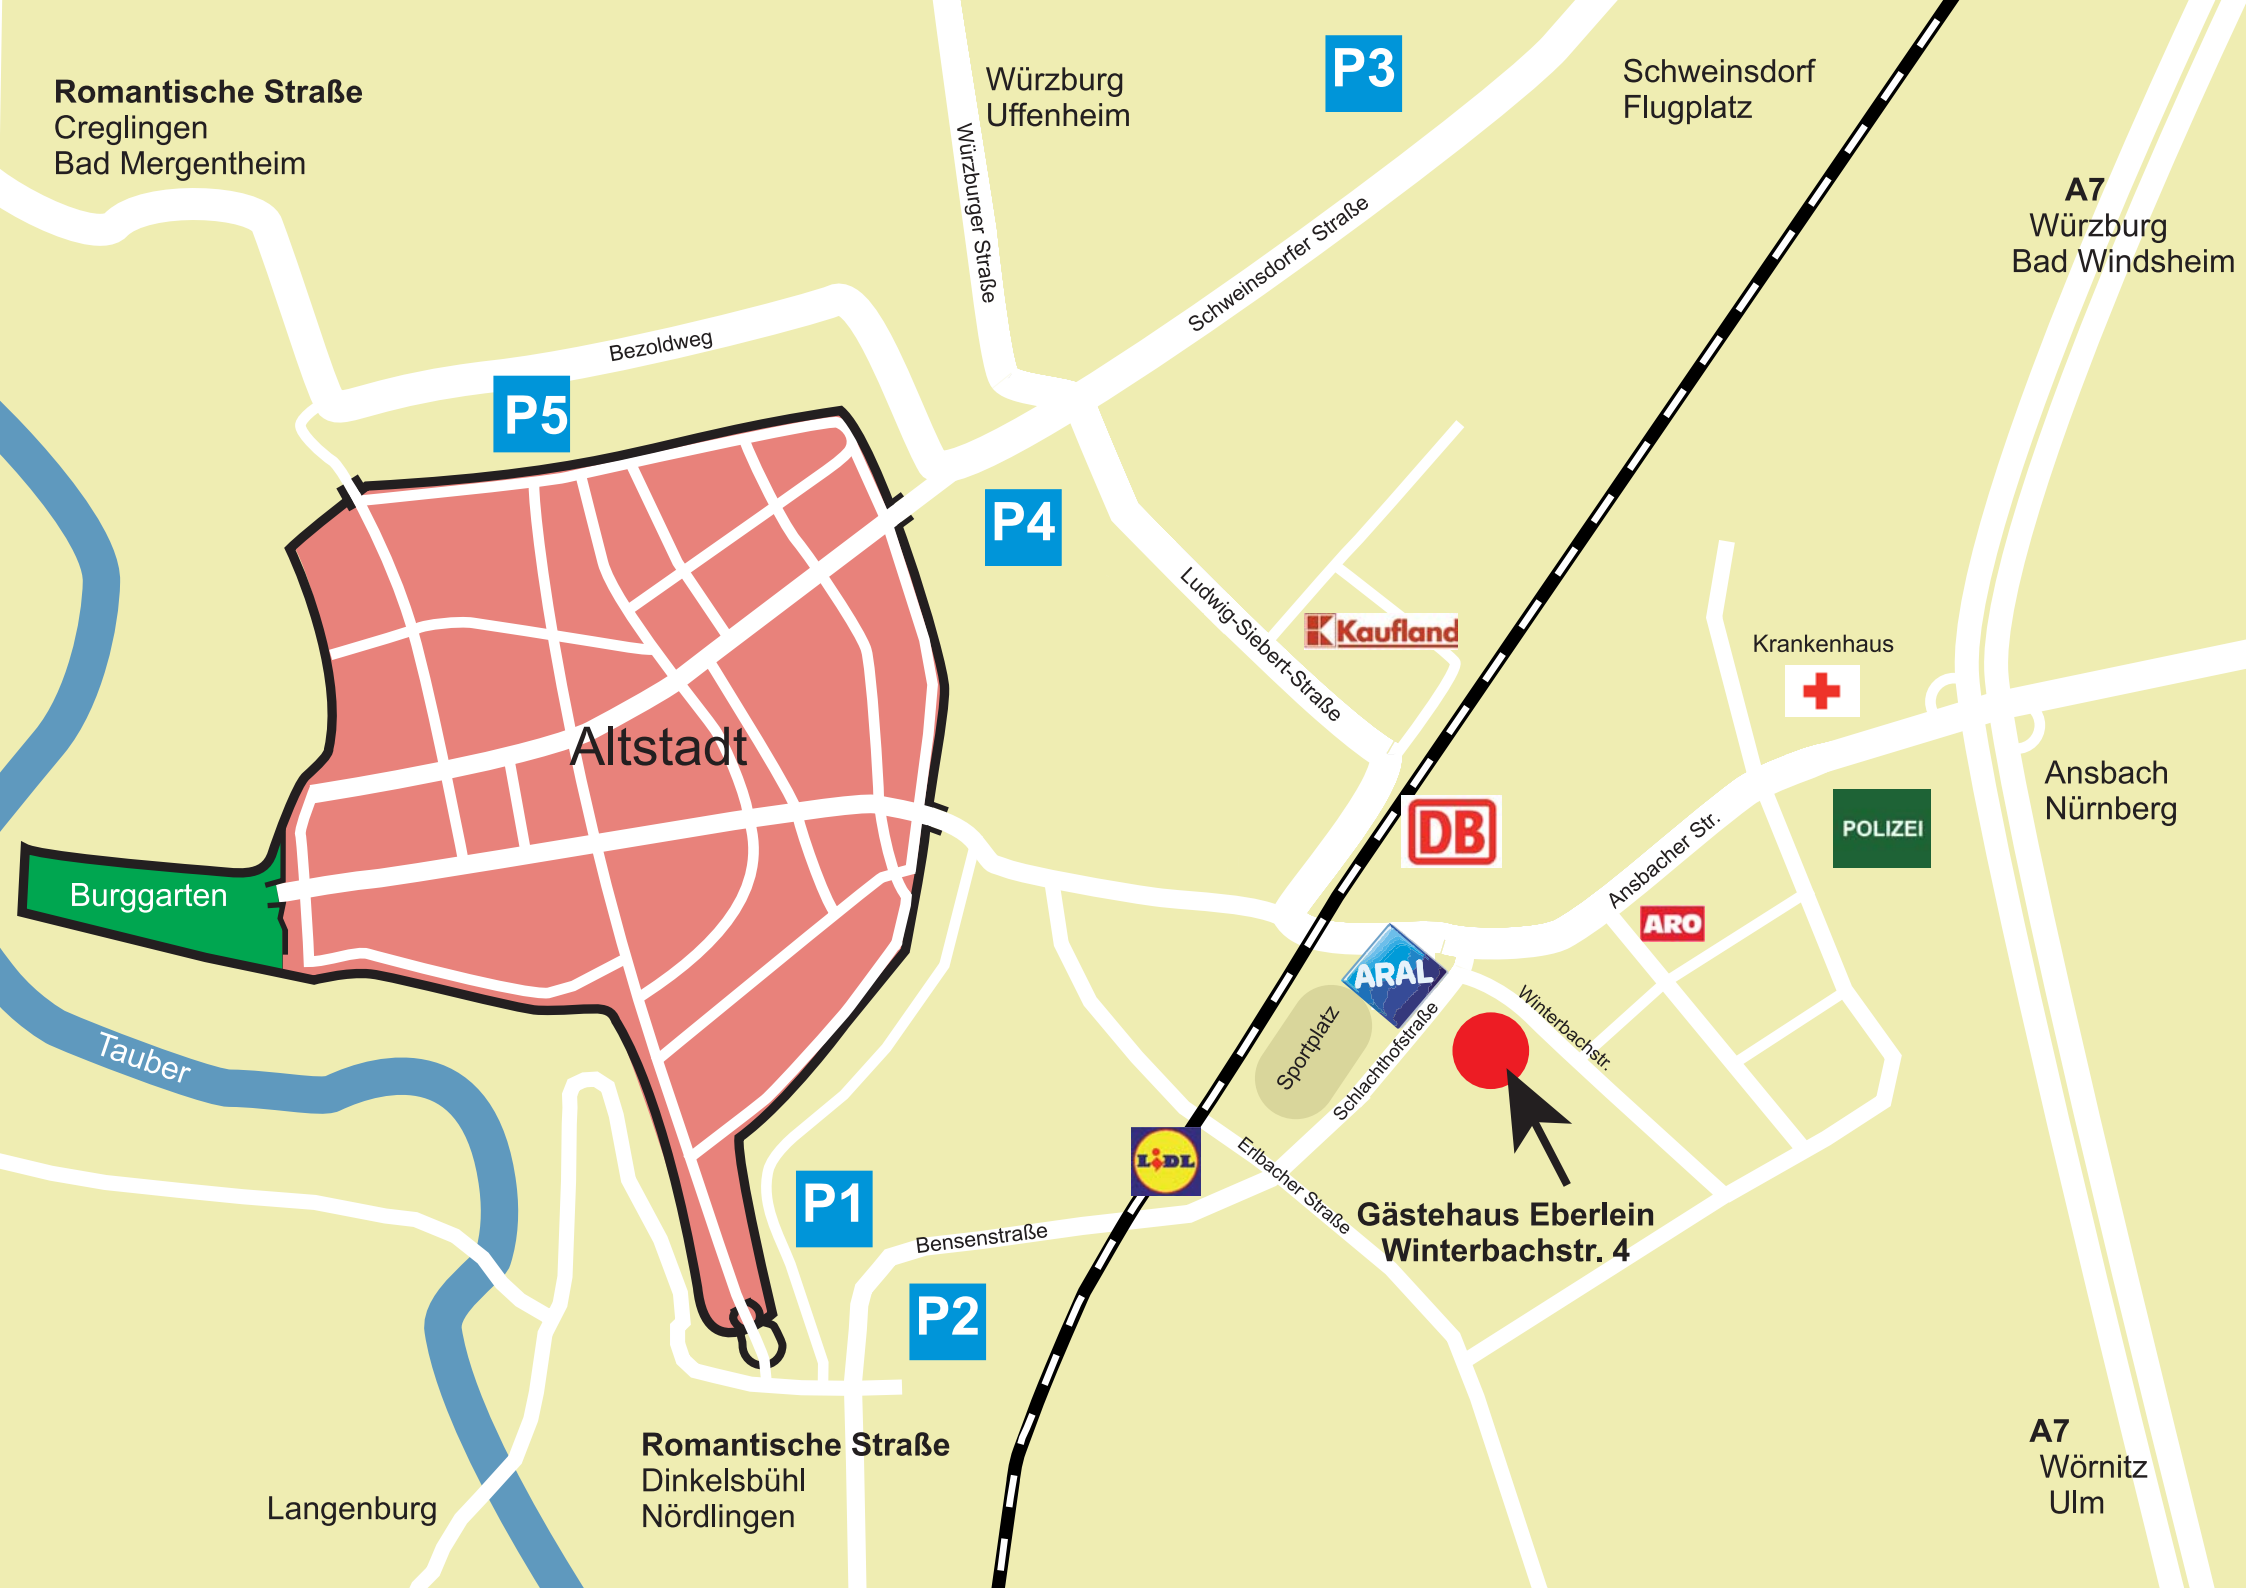 Romantische Straße
Creglingen
Bad Mergentheim
Würzburg
Uffenheim
P3
Schweinsdorf
Flugplatz
Würzburger Straße
A7
Würzburg
Bad Windsheim
Schweinsdorfer Straße
Bezoldweg
P5
P4
Ludwig-Siebert-Straße
Kaufland
Krankenhaus
Altstadt
DB
Ansbacher Str.
POLIZEI
Ansbach
Nürnberg
Burggarten
ARO
ARAL
Tauber
Sportplatz
Schlachthofstraße
Winterbachstr.
LiDL
Erlbacher Straße
P1
Bensenstraße
Gästehaus Eberlein
Winterbachstr. 4
P2
Romantische Straße
Dinkelsbühl
Nördlingen
Langenburg
A7
Wörnitz
Ulm